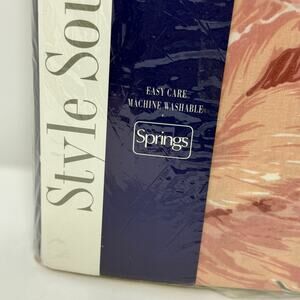 Style Sou
EASY CARE
MACHINE WASHABLE
Springs